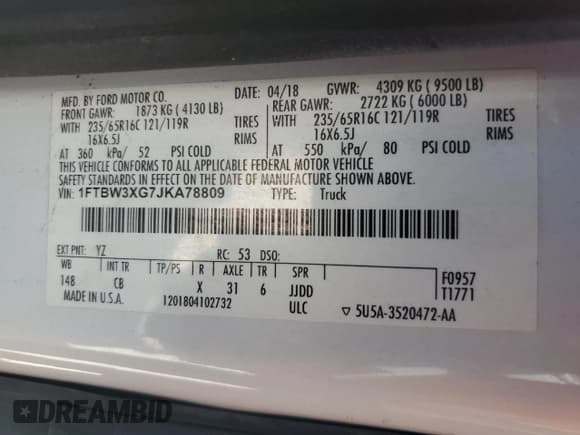 MFD. BY FORD MOTOR CO.
DATE: 04/18 GVWR: 4309 KG ( 9500 LB)
FRONT GAWR: 1873 KG ( 4130 LB)
REAR GAWR: 2722 KG ( 6000 LB)
WITH 235/65R16C 121/119R TIRES
WITH 235/65R16C 121/119R TIRES
16X6.5J RIMS
16X6.5J RIMS
AT 360 kPa/ 52 PSI COLD
AT 550 kPa/ 80 PSI COLD
CONFORMS TO ALL APPLICABLE FEDERAL MOTOR VEHICLE
SAFETY STANDARDS IN EFFECT ON THE DATE OF MANUFACTURE SHOWN ABOVE.
VIN: 1FTBW3XG7JKA78809 TYPE: Truck
EXT PNT: YZ RC: 53 DSO:
WB INT TR TP/PS R AXLE TR SPR
148 CB X 31 6 JJDD
F0957
T1771
MADE IN U.S.A. 1201804102732 ULC ▽ 5U5A-3520472-AA
DREAMBID